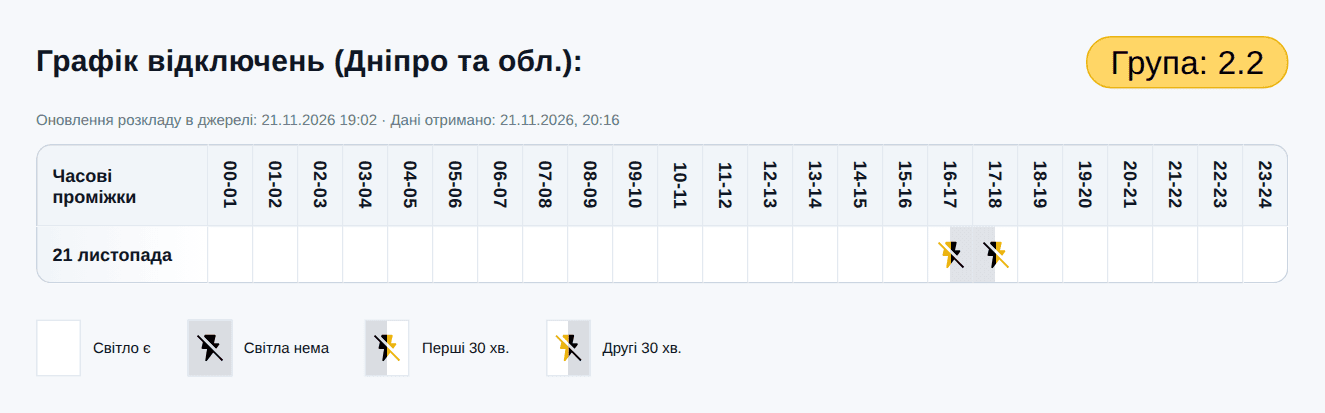 Графік відключень (Дніпро та обл.):
Група: 2.2
Оновлення розкладу в джерелі: 21.11.2026 19:02 · Дані отримано: 21.11.2026, 20:16
Часові
проміжки
00-01
01-02
02-03
03-04
04-05
05-06
06-07
07-08
08-09
09-10
10-11
11-12
12-13
13-14
14-15
15-16
16-17
17-18
18-19
19-20
20-21
21-22
22-23
23-24
21 листопада
Світло є
Світла нема
Перші 30 хв.
Другі 30 хв.